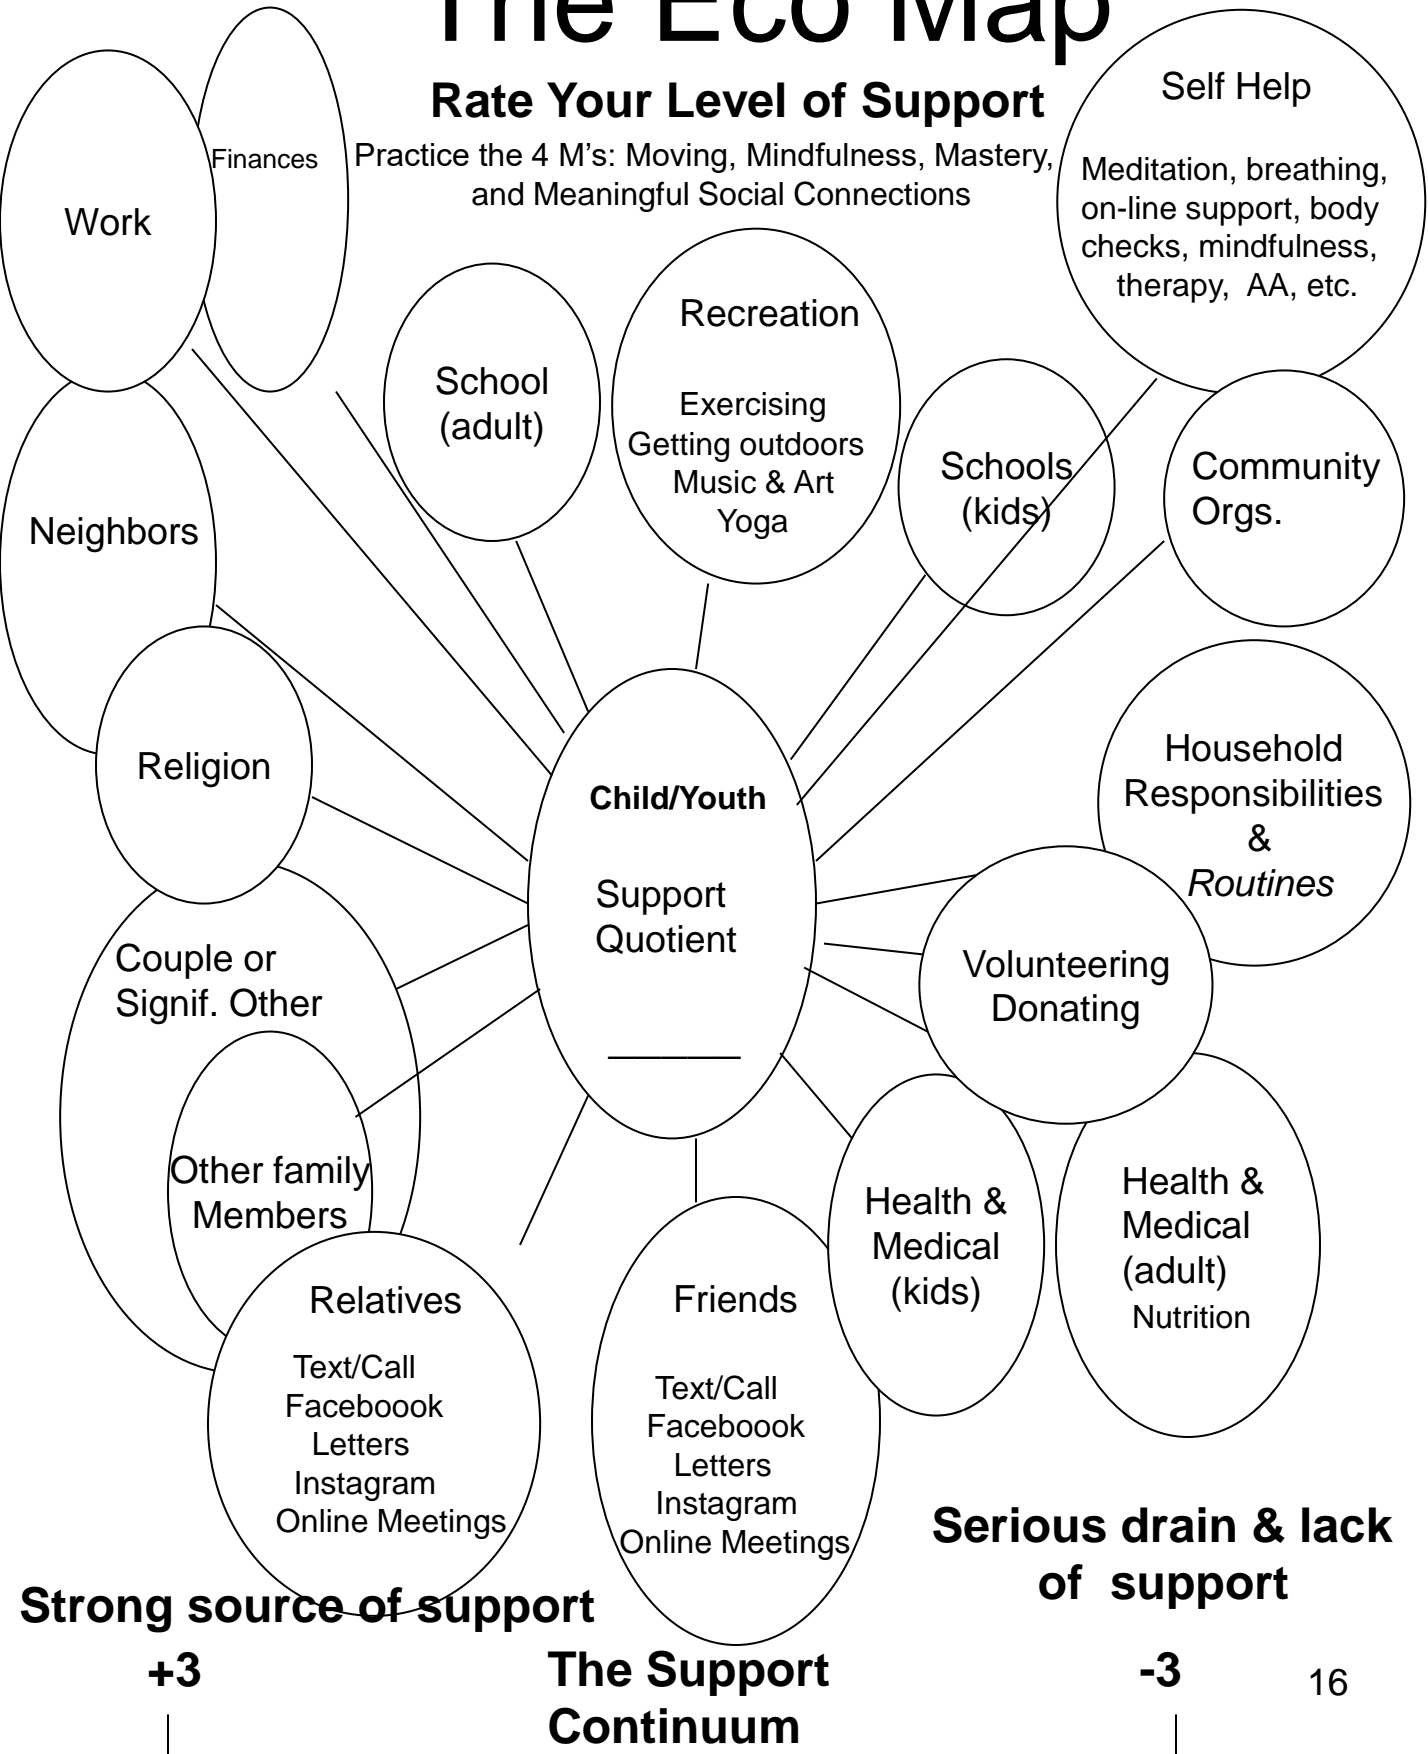 The Eco Map
Rate Your Level of Support
Practice the 4 M's: Moving, Mindfulness, Mastery,
and Meaningful Social Connections
Self Help
Meditation, breathing,
on-line support, body
checks, mindfulness,
therapy, AA, etc.
Finances
Work
School
(adult)
Recreation
Exercising
Getting outdoors
Music & Art
Yoga
Schools
(kids)
Community
Orgs.
Neighbors
Religion
Household
Responsibilities
&
Routines
Child/Youth
Support
Quotient
______
Couple or
Signif. Other
Volunteering
Donating
Other family
Members
Health &
Medical
(kids)
Health &
Medical
(adult)
Nutrition
Relatives
Text/Call
Faceboook
Letters
Instagram
Online Meetings
Friends
Text/Call
Faceboook
Letters
Instagram
Online Meetings
Serious drain & lack
of support
Strong source of support
+3
The Support
Continuum
-3
16